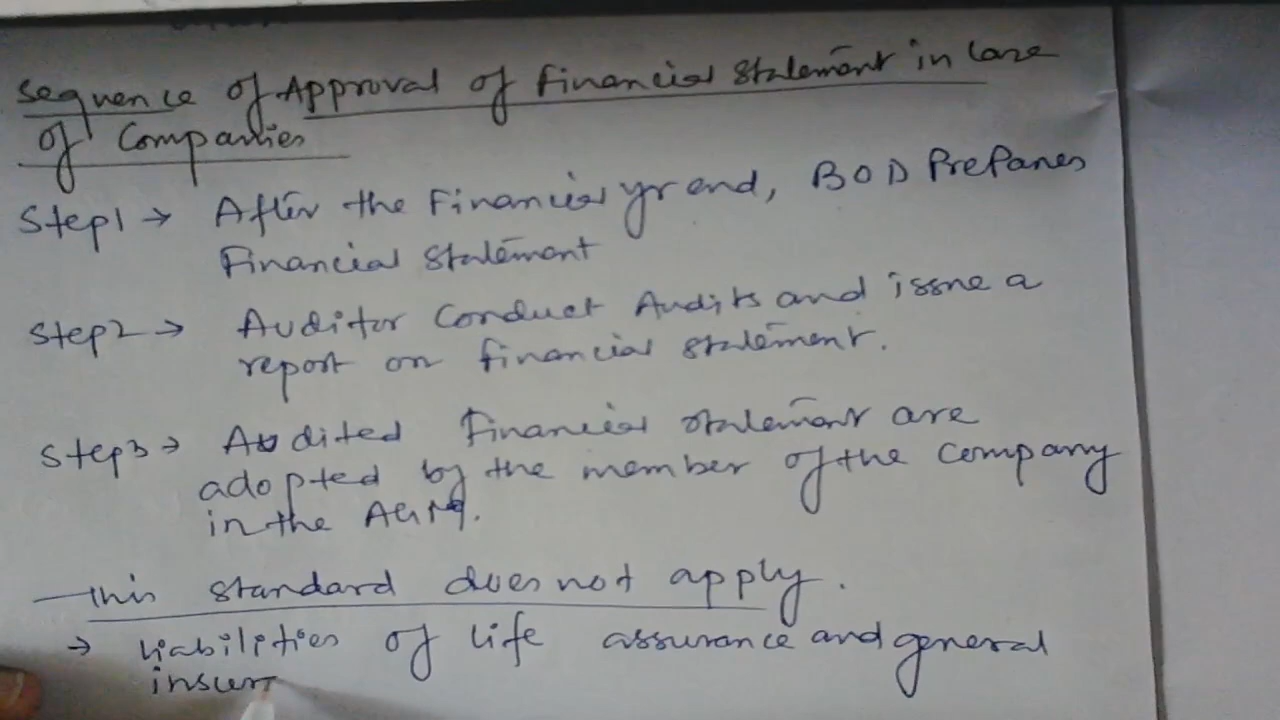 Sequence of Approval of Financial Statement in Case
of Companies
Step1 → After the Financial yr end, BOD Prepares
Financial Statement
Step2 → Auditor Conduct Audits and issue a
report on financial statement.
Step3 → Audited Financial statement are
adopted by the member of the company
in the AGM.
This standard does not apply.
→ Liabilities of life assurance and general
insur